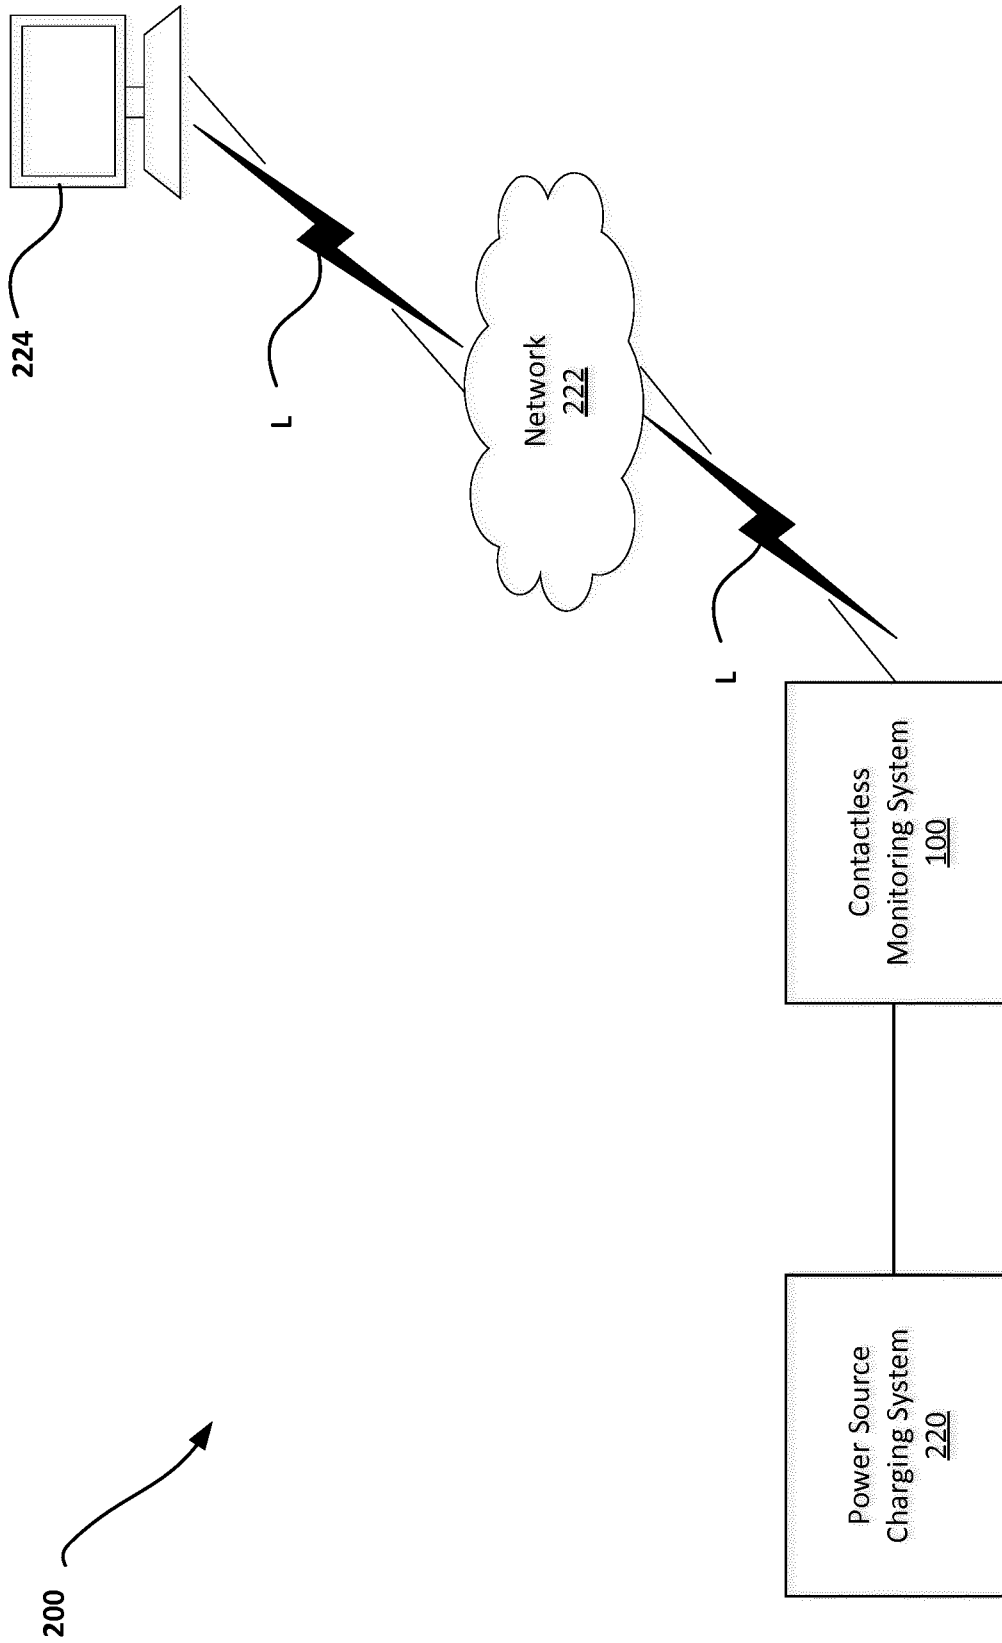 200
224
L
Network
222
L
Power Source
Charging System
220
Contactless
Monitoring System
100